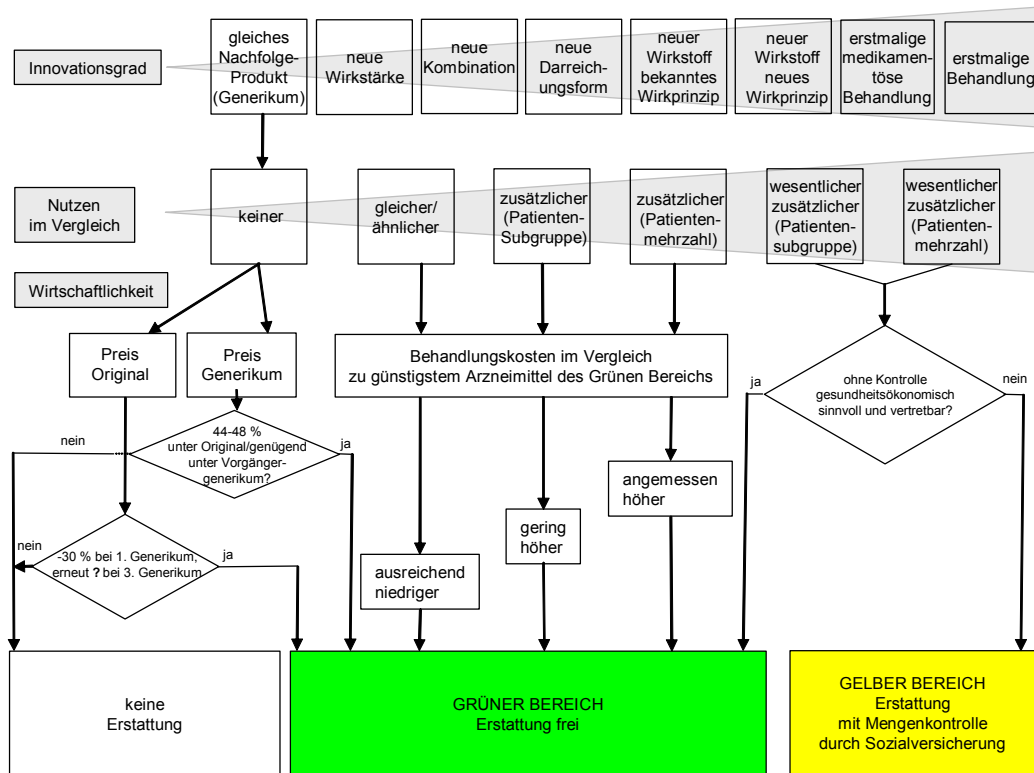 Innovationsgrad
gleiches
Nachfolge-
Produkt
(Generikum)
neue
Wirkstärke
neue
Kombination
neue
Darreich-
ungsform
neuer
Wirkstoff
bekanntes
Wirkprinzip
neuer
Wirkstoff
neues
Wirkprinzip
erstmalige
medikamen-
töse
Behandlung
erstmalige
Behandlung
Nutzen
im Vergleich
keiner
gleicher/
ähnlicher
zusätzlicher
(Patienten-
Subgruppe)
zusätzlicher
(Patienten-
mehrzahl)
wesentlicher
zusätzlicher
(Patienten-
subgruppe)
wesentlicher
zusätzlicher
(Patienten-
mehrzahl)
Wirtschaftlichkeit
Preis
Original
Preis
Generikum
Behandlungskosten im Vergleich
zu günstigstem Arzneimittel des Grünen Bereichs
ja
ohne Kontrolle
gesundheitsökonomisch
sinnvoll und vertretbar?
nein
nein
44-48 %
unter Original/genügend
unter Vorgänger-
generikum?
ja
angemessen
höher
gering
höher
nein
-30 % bei 1. Generikum,
erneut ? bei 3. Generikum
ja
ausreichend
niedriger
keine
Erstattung
GRÜNER BEREICH
Erstattung frei
GELBER BEREICH
Erstattung
mit Mengenkontrolle
durch Sozialversicherung